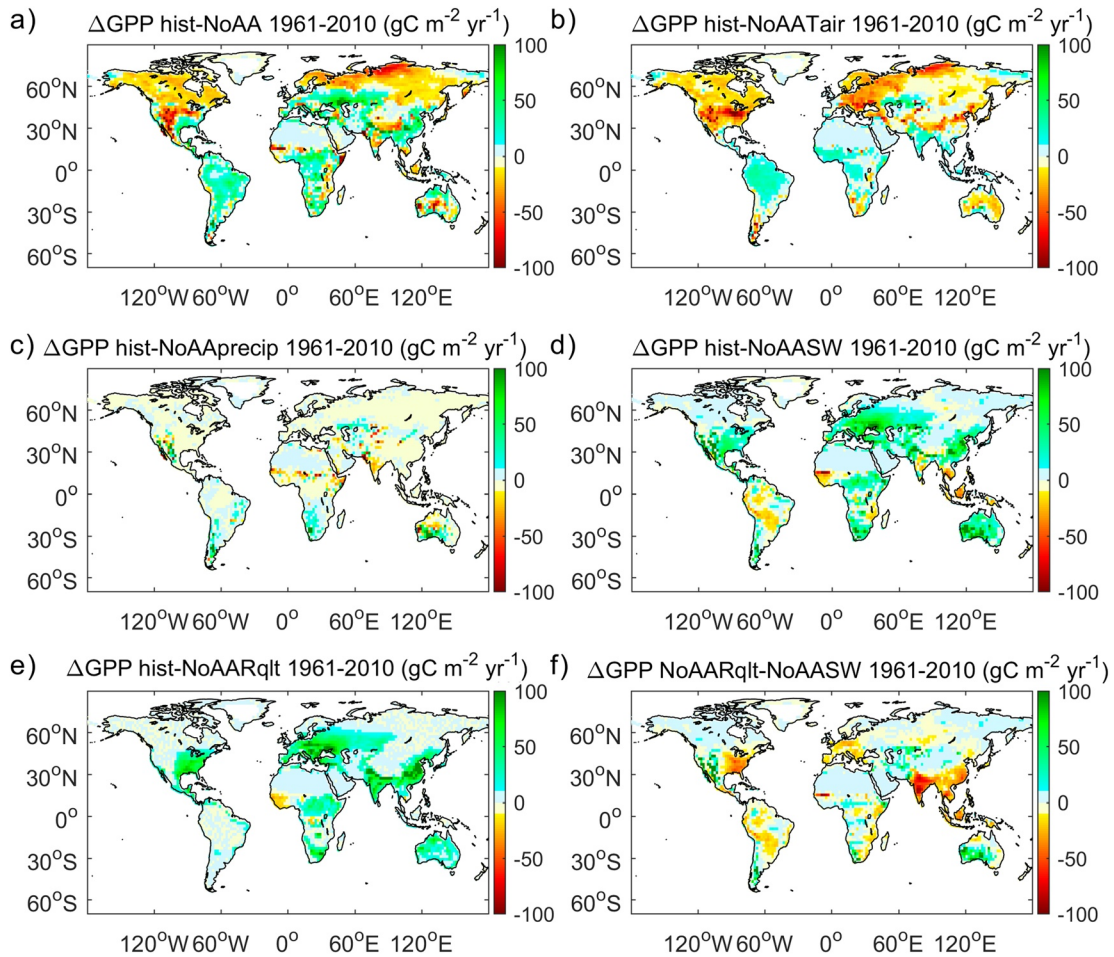 a) ΔGPP hist-NoAA 1961-2010 (gC m⁻² yr⁻¹)
60°N
30°N
0°
30°S
60°S
120°W 60°W 0° 60°E 120°E
100
50
0
-50
-100
b) ΔGPP hist-NoAATair 1961-2010 (gC m⁻² yr⁻¹)
60°N
30°N
0°
30°S
60°S
120°W 60°W 0° 60°E 120°E
100
50
0
-50
-100
c) ΔGPP hist-NoAAprecip 1961-2010 (gC m⁻² yr⁻¹)
60°N
30°N
0°
30°S
60°S
120°W 60°W 0° 60°E 120°E
100
50
0
-50
-100
d) ΔGPP hist-NoAASW 1961-2010 (gC m⁻² yr⁻¹)
60°N
30°N
0°
30°S
60°S
120°W 60°W 0° 60°E 120°E
100
50
0
-50
-100
e) ΔGPP hist-NoAARqlt 1961-2010 (gC m⁻² yr⁻¹)
60°N
30°N
0°
30°S
60°S
120°W 60°W 0° 60°E 120°E
100
50
0
-50
-100
f) ΔGPP NoAARqlt-NoAASW 1961-2010 (gC m⁻² yr⁻¹)
60°N
30°N
0°
30°S
60°S
120°W 60°W 0° 60°E 120°E
100
50
0
-50
-100